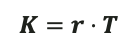 K = r · T